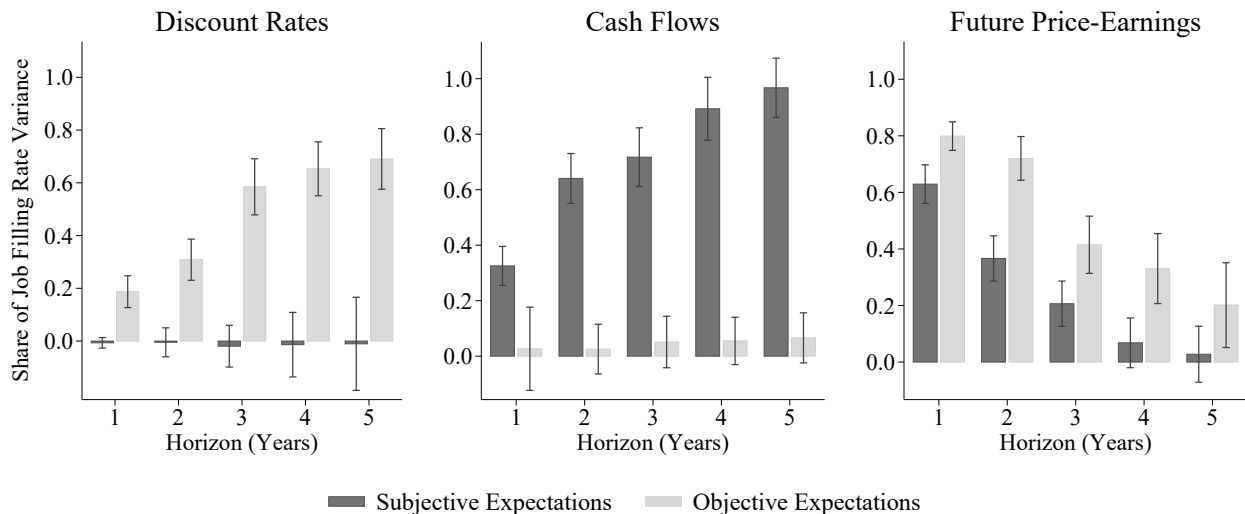 Discount Rates
Cash Flows
Future Price-Earnings
Share of Job Filling Rate Variance
1.0
0.8
0.6
0.4
0.2
0.0
1 2 3 4 5
Horizon (Years)
1.0
0.8
0.6
0.4
0.2
0.0
1 2 3 4 5
Horizon (Years)
1.0
0.8
0.6
0.4
0.2
0.0
1 2 3 4 5
Horizon (Years)
Subjective Expectations
Objective Expectations